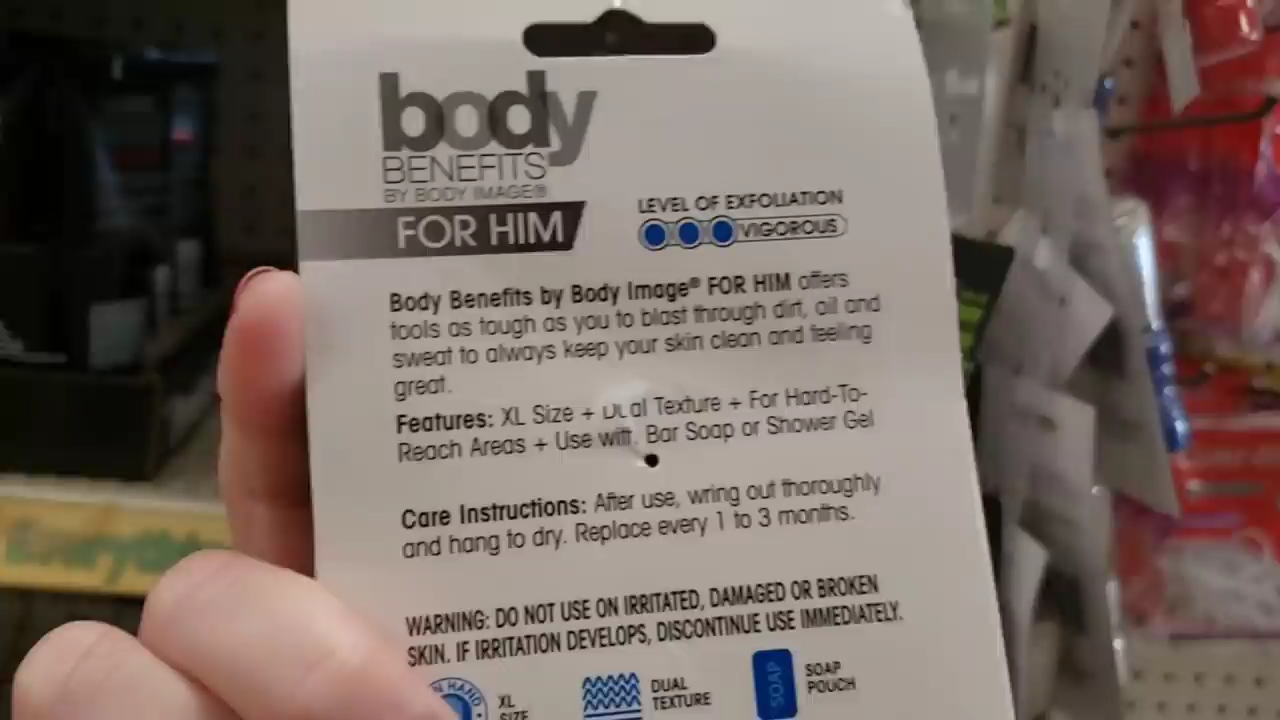 body
BENEFITS
BY BODY IMAGE®
FOR HIM
LEVEL OF EXFOLIATION
VIGOROUS
Body Benefits by Body Image® FOR HIM offers
tools as tough as you to blast through dirt, oil and
sweat to always keep your skin clean and feeling
great.
Features: XL Size + Dual Texture + For Hard-To-
Reach Areas + Use with Bar Soap or Shower Gel
Care Instructions: After use, wring out thoroughly
and hang to dry. Replace every 1 to 3 months.
WARNING: DO NOT USE ON IRRITATED, DAMAGED OR BROKEN
SKIN. IF IRRITATION DEVELOPS, DISCONTINUE USE IMMEDIATELY.
HAND
XL
SIZE
DUAL
TEXTURE
SOAP
SOAP
POUCH